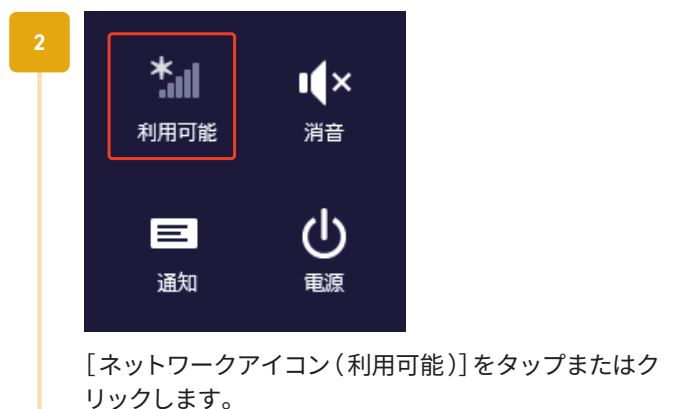 2
利用可能
消音
通知
電源
［ネットワークアイコン（利用可能）］をタップまたはク
リックします。